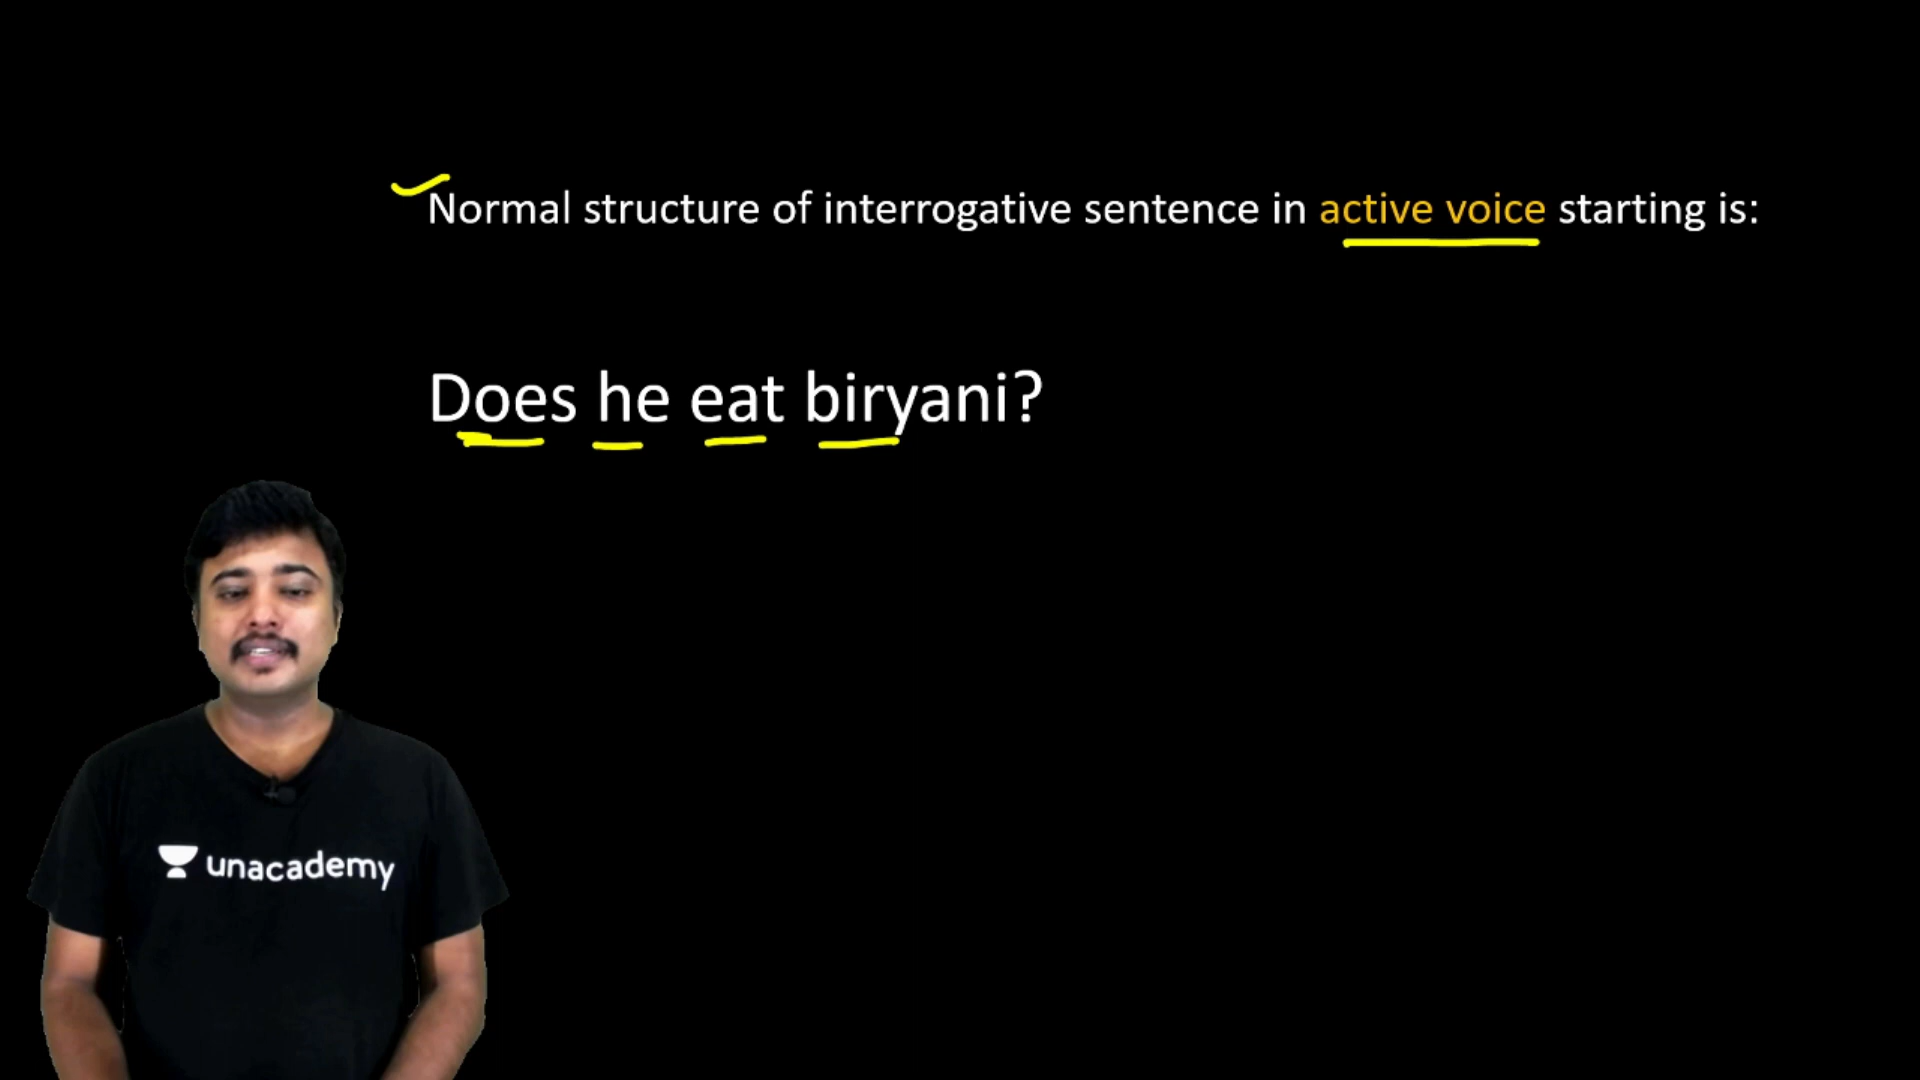 Normal structure of interrogative sentence in active voice starting is:
Does he eat biryani?
unacademy